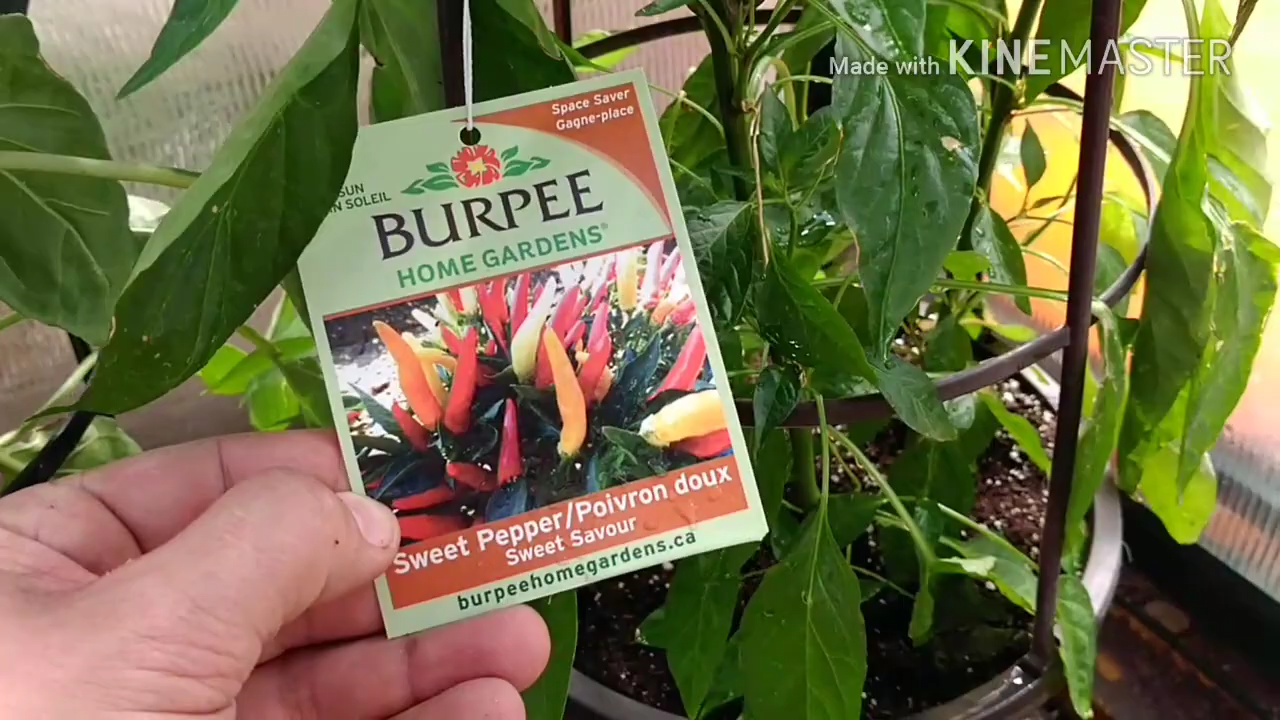 Made with KINEMASTER
Space Saver
Gagne-place
SUN
N SOLEIL
BURPEE
HOME GARDENS®
Sweet Pepper/Poivron doux
Sweet Savour
burpeehomegardens.ca